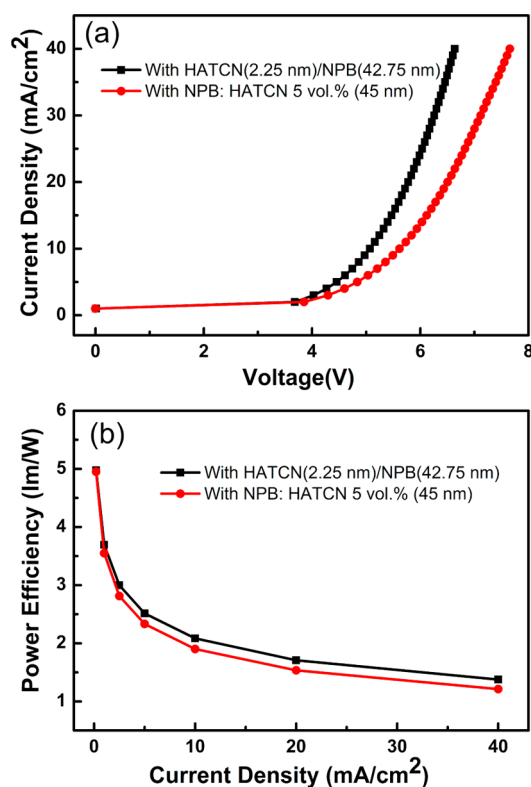 (a)
With HATCN(2.25 nm)/NPB(42.75 nm)
With NPB: HATCN 5 vol.% (45 nm)
40
30
20
10
0
Current Density (mA/cm²)
0 2 4 6 8
Voltage(V)
(b)
With HATCN(2.25 nm)/NPB(42.75 nm)
With NPB: HATCN 5 vol.% (45 nm)
6
5
4
3
2
1
Power Efficiency (lm/W)
0 20 40
Current Density (mA/cm²)